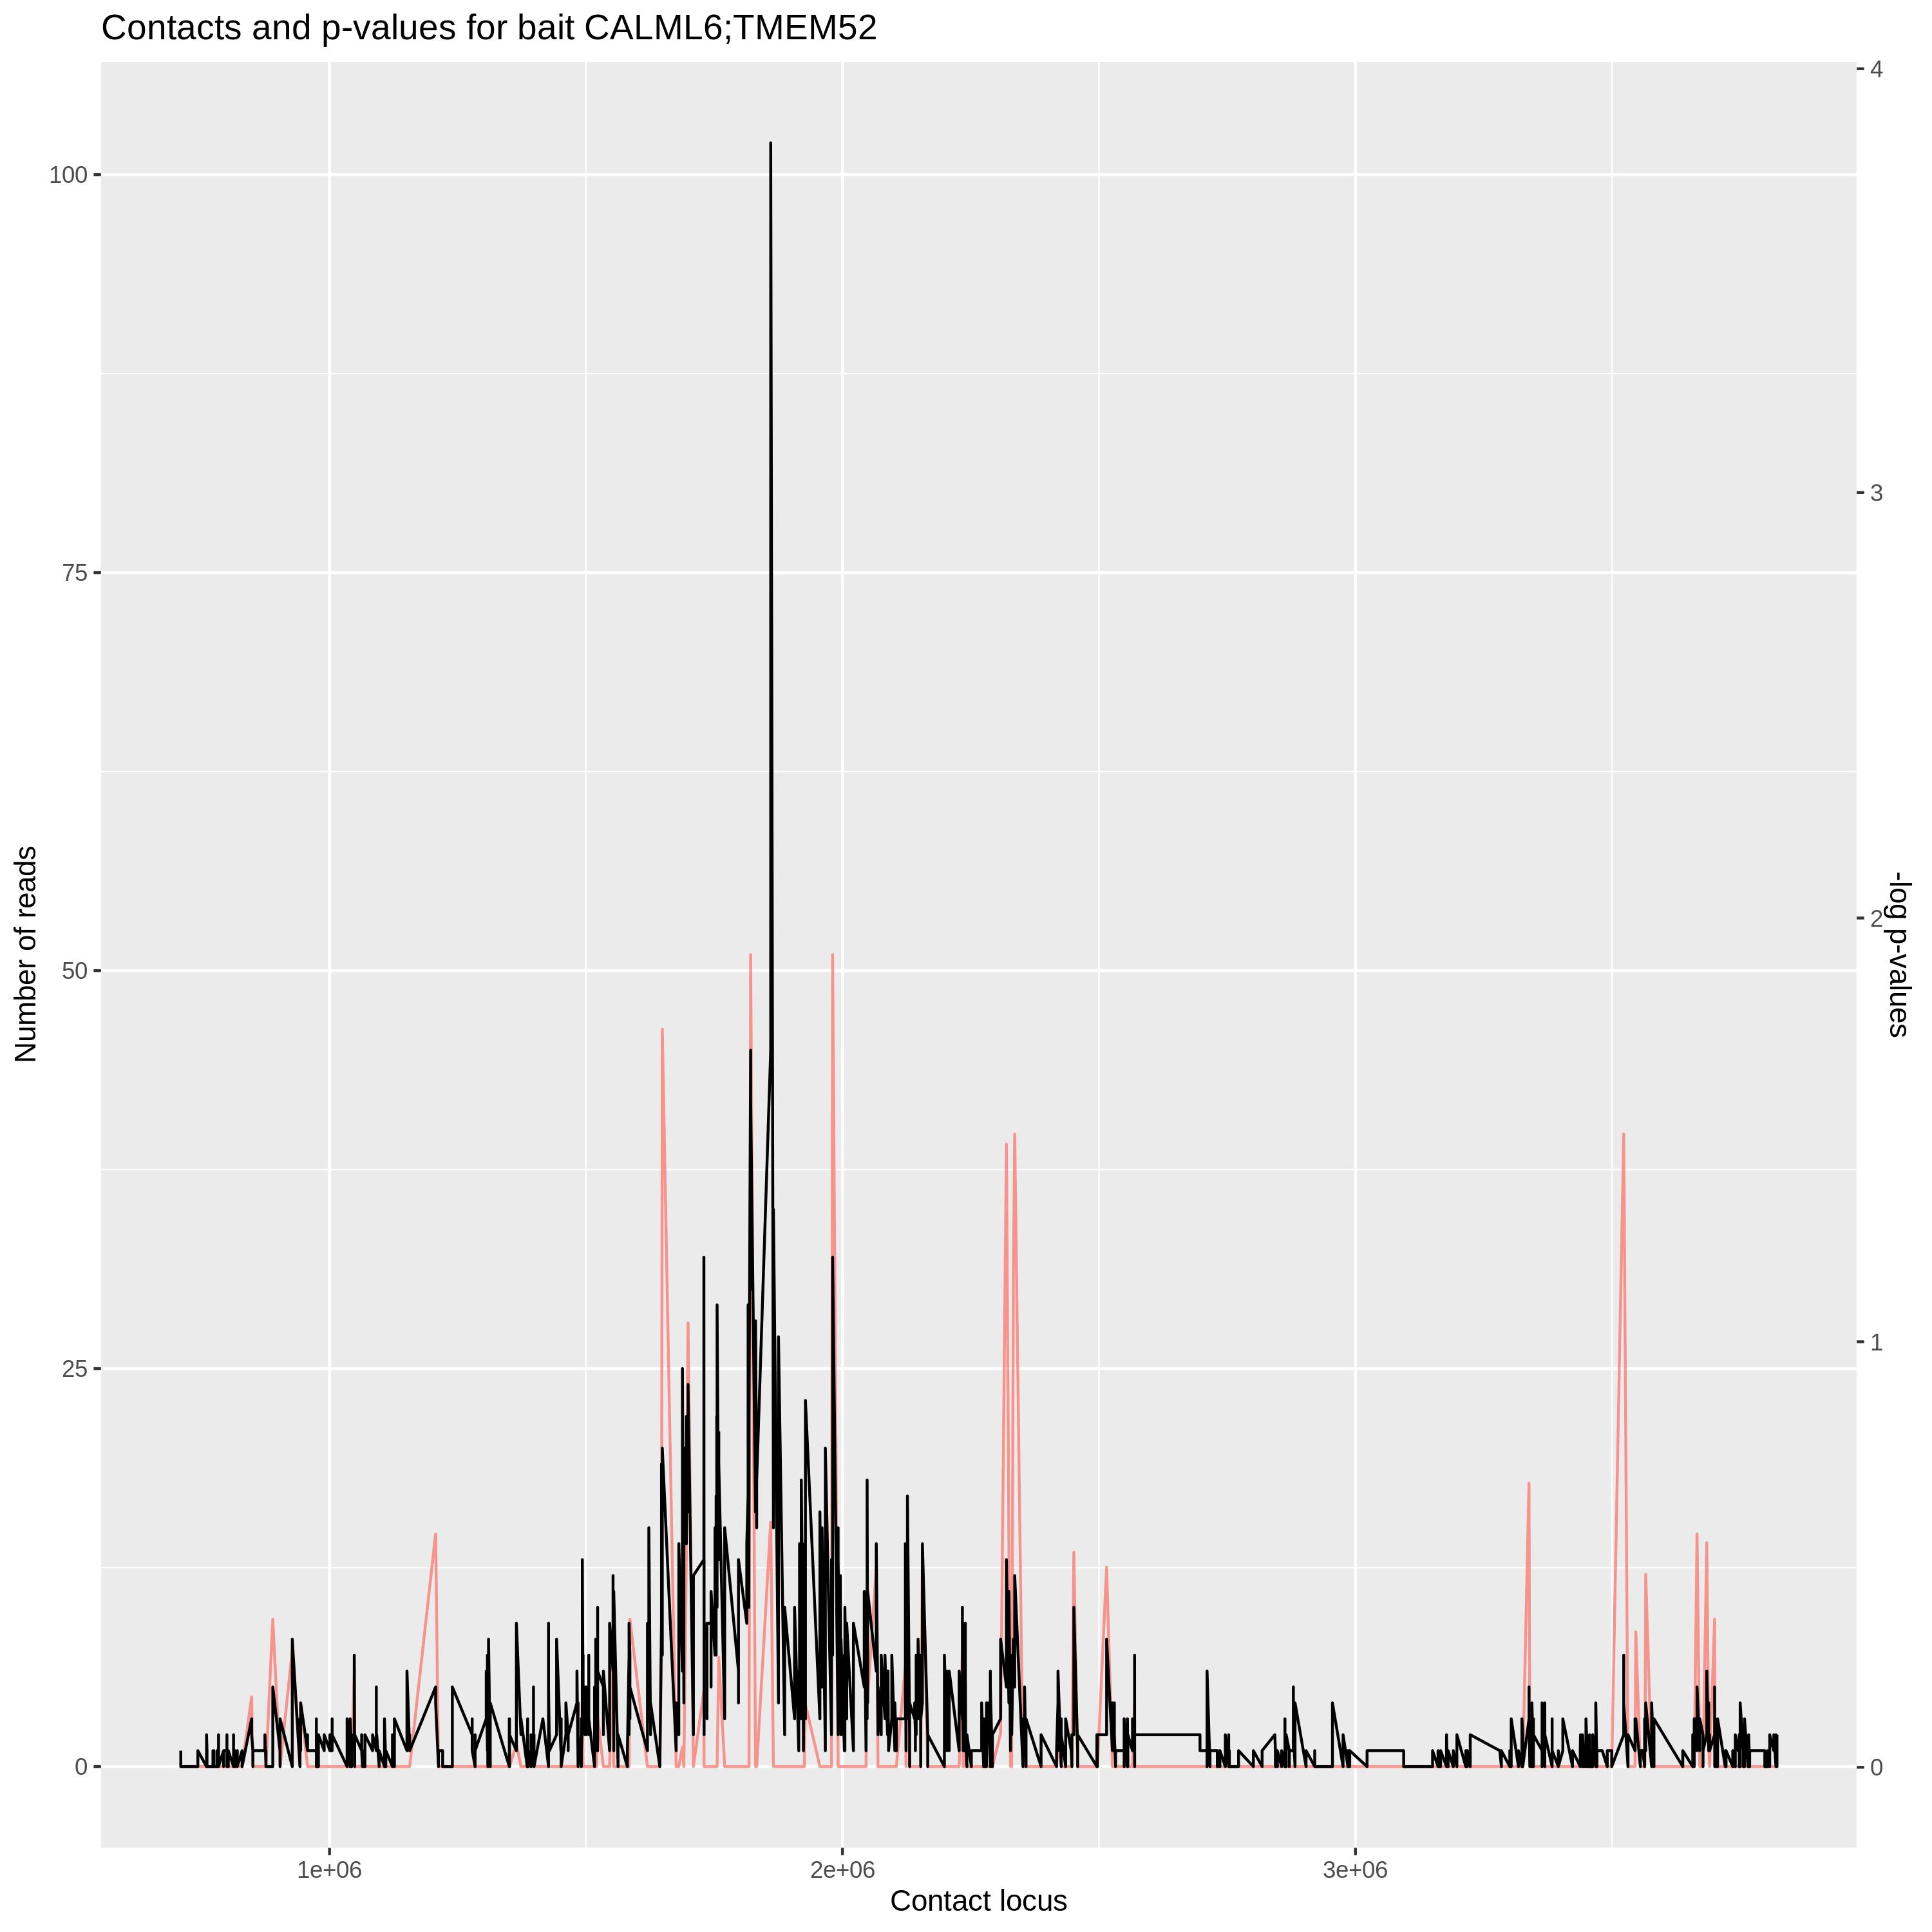 Contacts and p-values for bait CALML6;TMEM52
Number of reads
100
75
50
25
0
4
3
2
1
0
-log p-values
1e+06
2e+06
3e+06
Contact locus